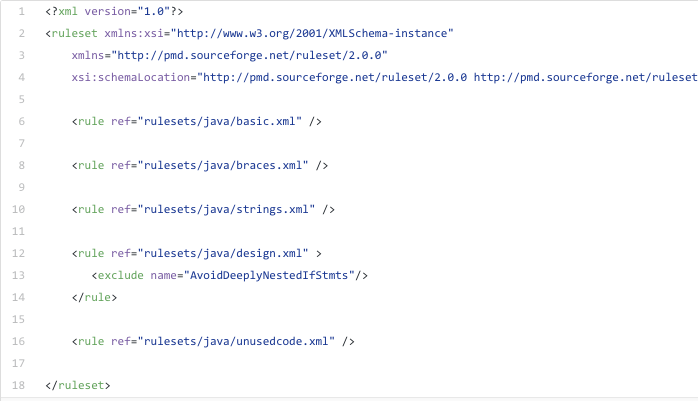 1 <?xml version="1.0"?>
2 <ruleset xmlns:xsi="http://www.w3.org/2001/XMLSchema-instance"
3 xmlns="http://pmd.sourceforge.net/ruleset/2.0.0"
4 xsi:schemaLocation="http://pmd.sourceforge.net/ruleset/2.0.0 http://pmd.sourceforge.net/ruleset
5
6 <rule ref="rulesets/java/basic.xml" />
7
8 <rule ref="rulesets/java/braces.xml" />
9
10 <rule ref="rulesets/java/strings.xml" />
11
12 <rule ref="rulesets/java/design.xml" >
13 <exclude name="AvoidDeeplyNestedIfStmts"/>
14 </rule>
15
16 <rule ref="rulesets/java/unusedcode.xml" />
17
18 </ruleset>